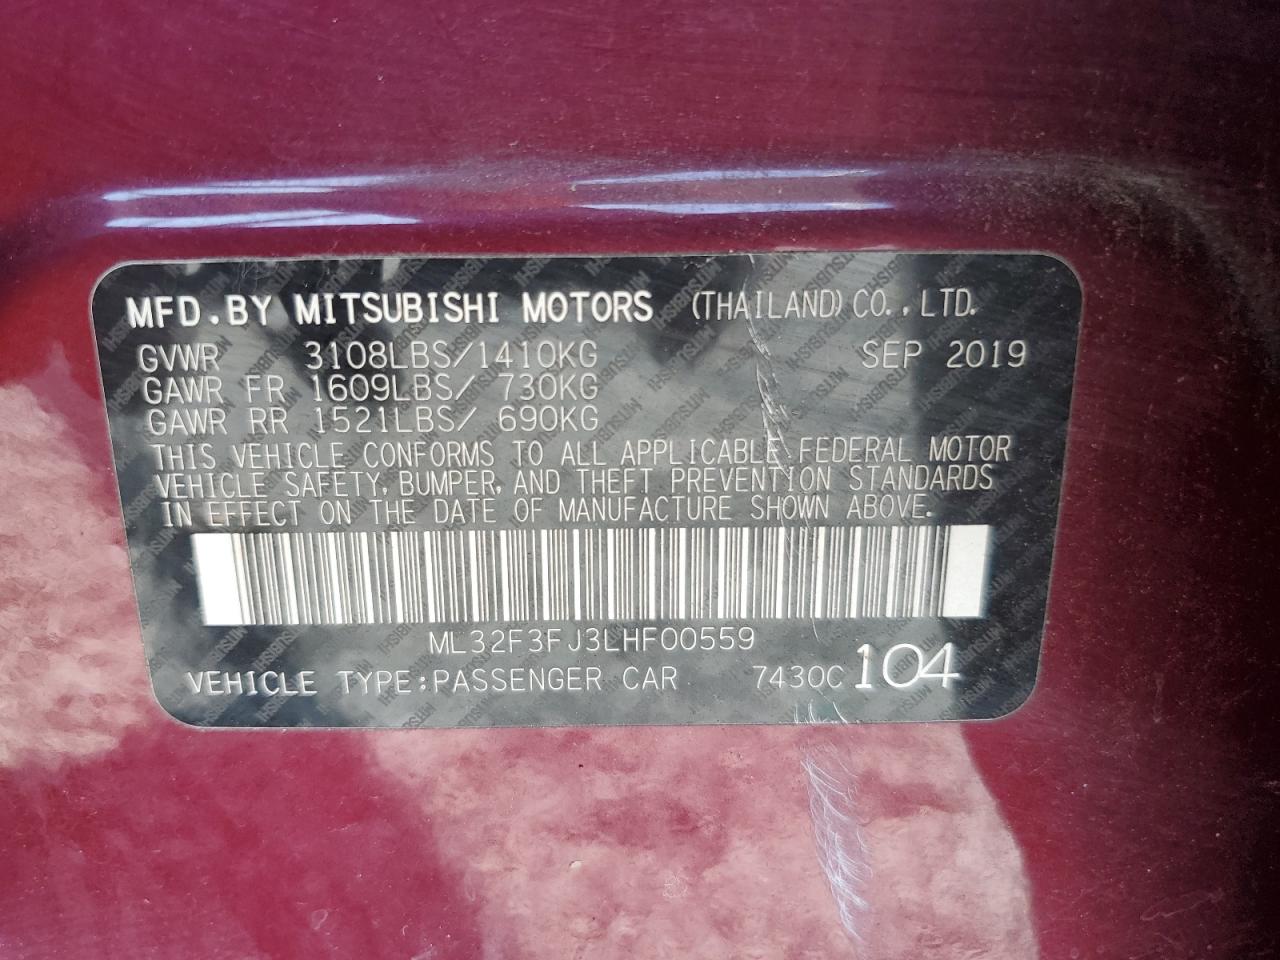 MFD.BY MITSUBISHI MOTORS (THAILAND) CO.,LTD.
GVWR 3108LBS/1410KG SEP 2019
GAWR FR 1609LBS/ 730KG
GAWR RR 1521LBS/ 690KG
THIS VEHICLE CONFORMS TO ALL APPLICABLE FEDERAL MOTOR
VEHICLE SAFETY, BUMPER, AND THEFT PREVENTION STANDARDS
IN EFFECT ON THE DATE OF MANUFACTURE SHOWN ABOVE.
ML32F3FJ3LHF00559
VEHICLE TYPE:PASSENGER CAR 7430C 104